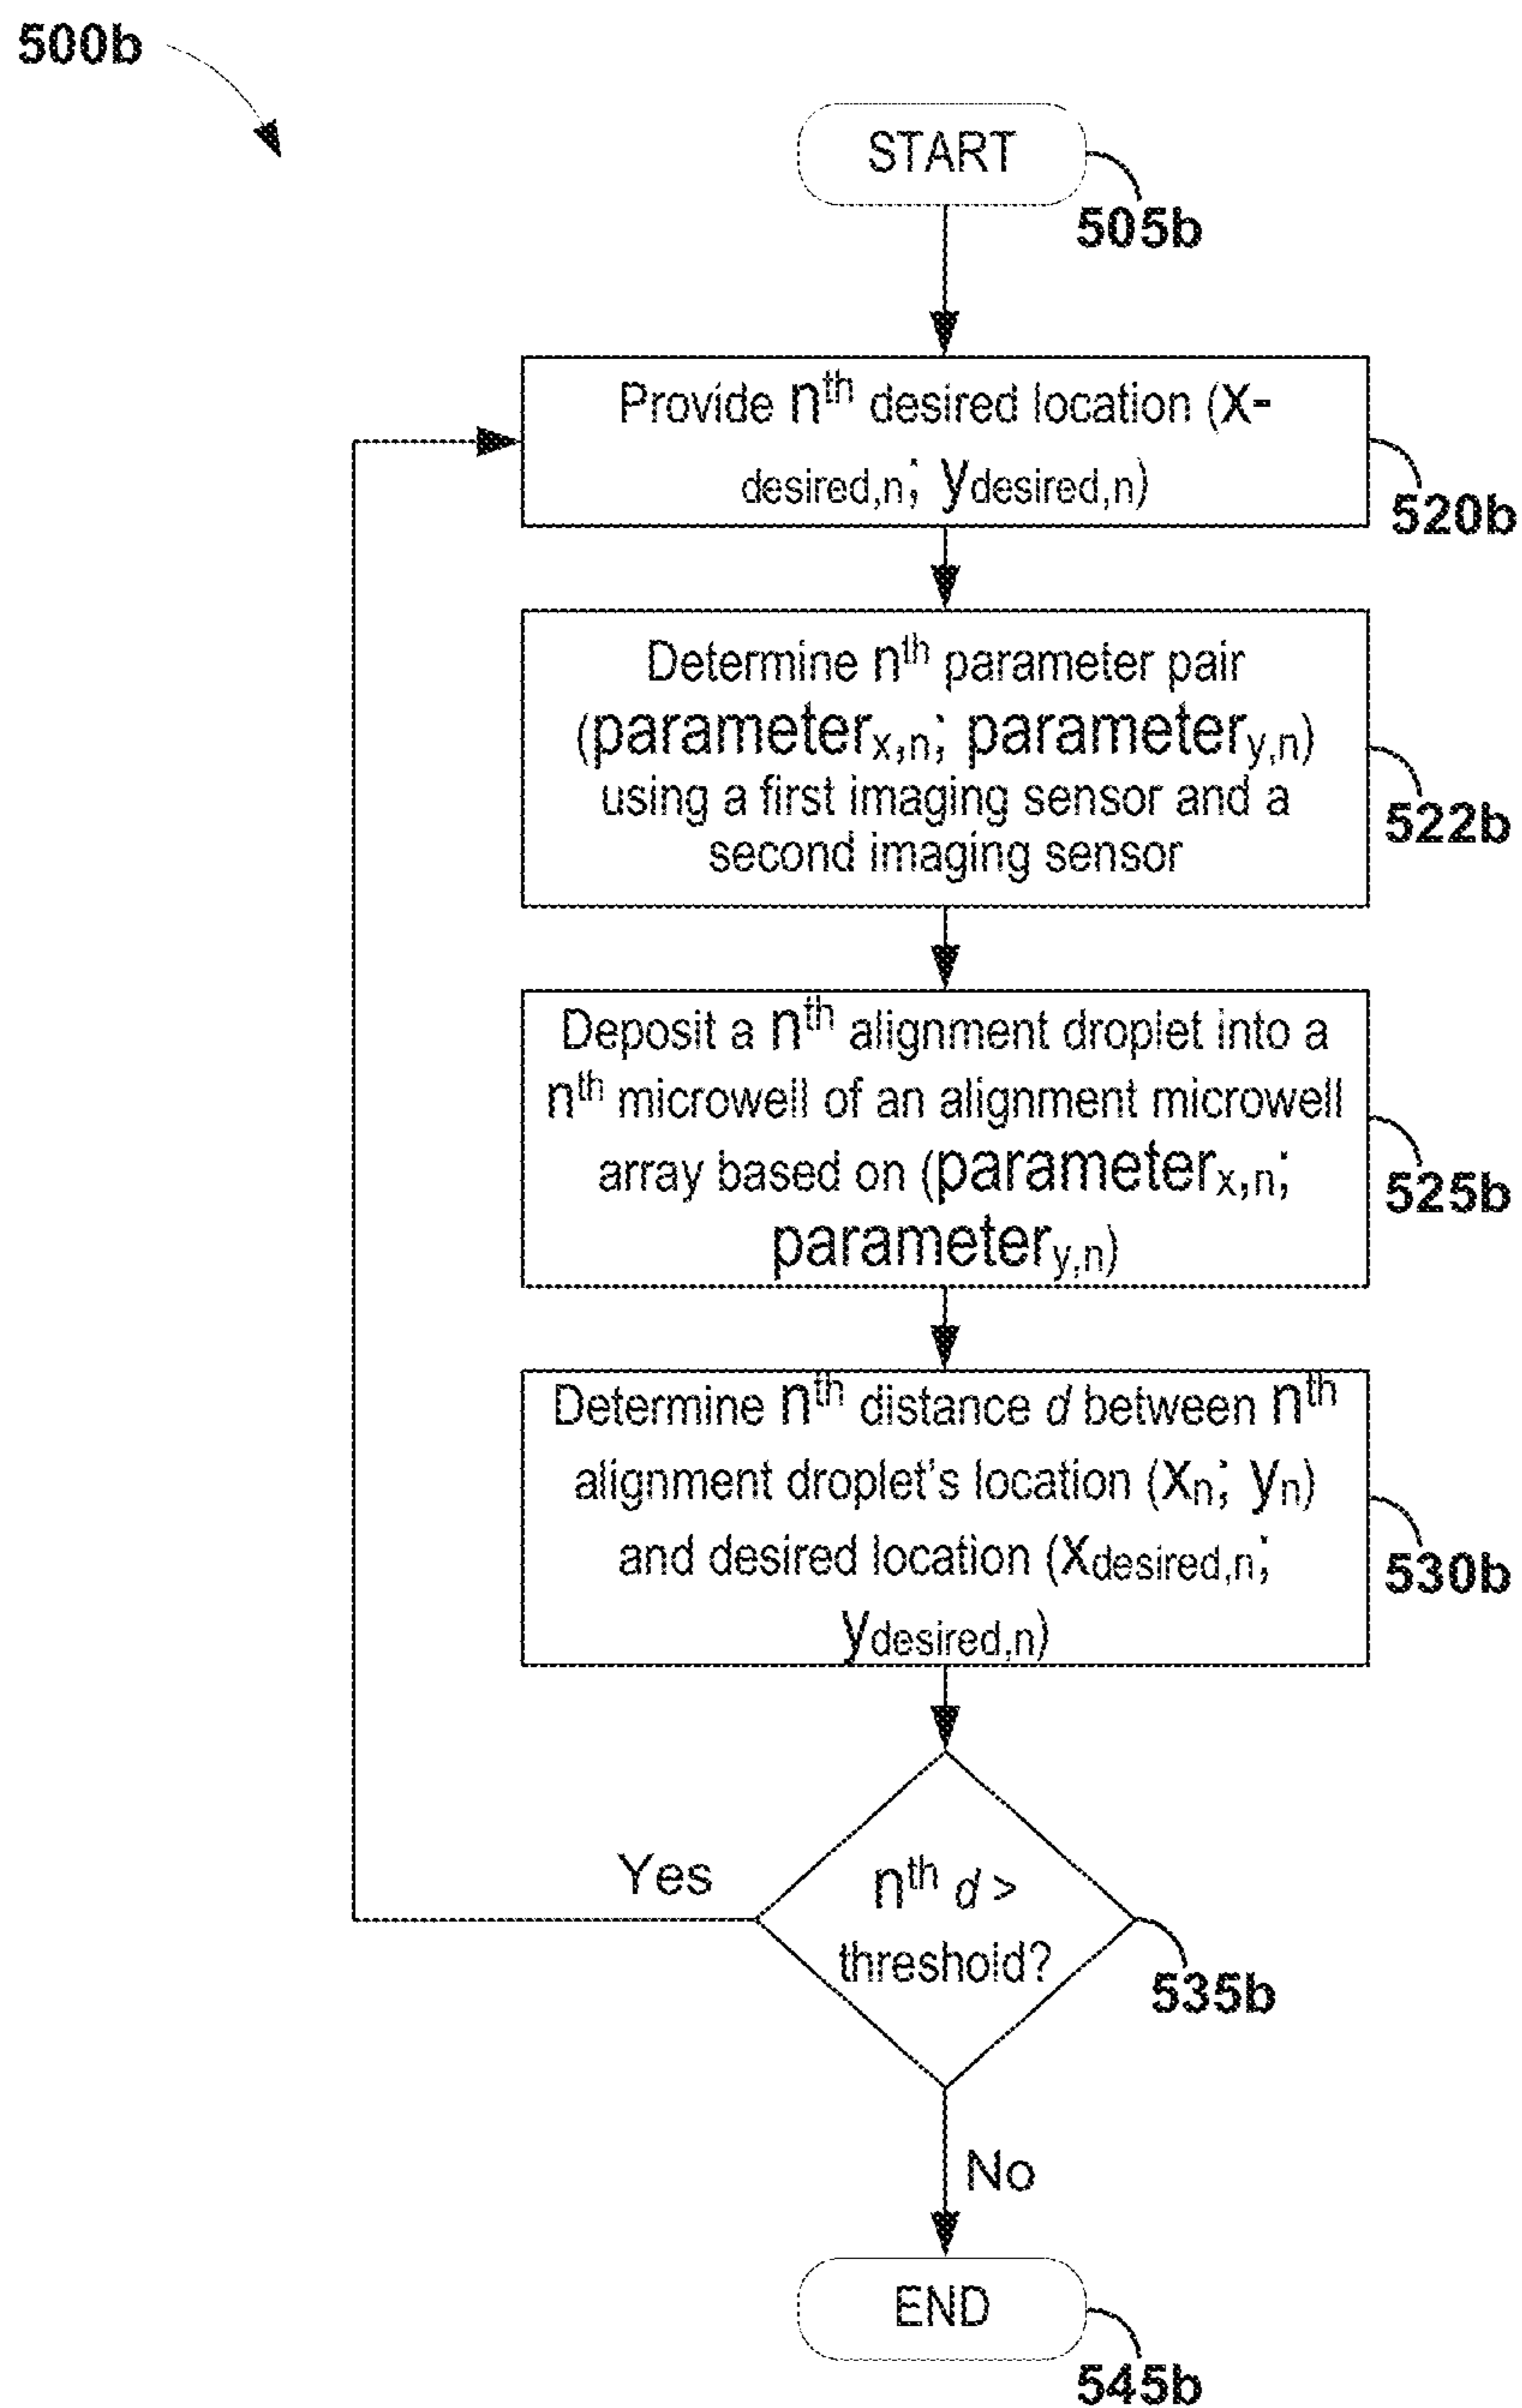 500b
START
505b
Provide nth desired location (x-
desired,n; ydesired,n)
520b
Determine nth parameter pair
(parameterx,n; parametery,n)
using a first imaging sensor and a
second imaging sensor
522b
Deposit a nth alignment droplet into a
nth microwell of an alignment microwell
array based on (parameterx,n;
parametery,n)
525b
Determine nth distance d between nth
alignment droplet's location (xn; yn)
and desired location (xdesired,n;
ydesired,n)
530b
Yes
nth d >
threshold?
535b
No
END
545b